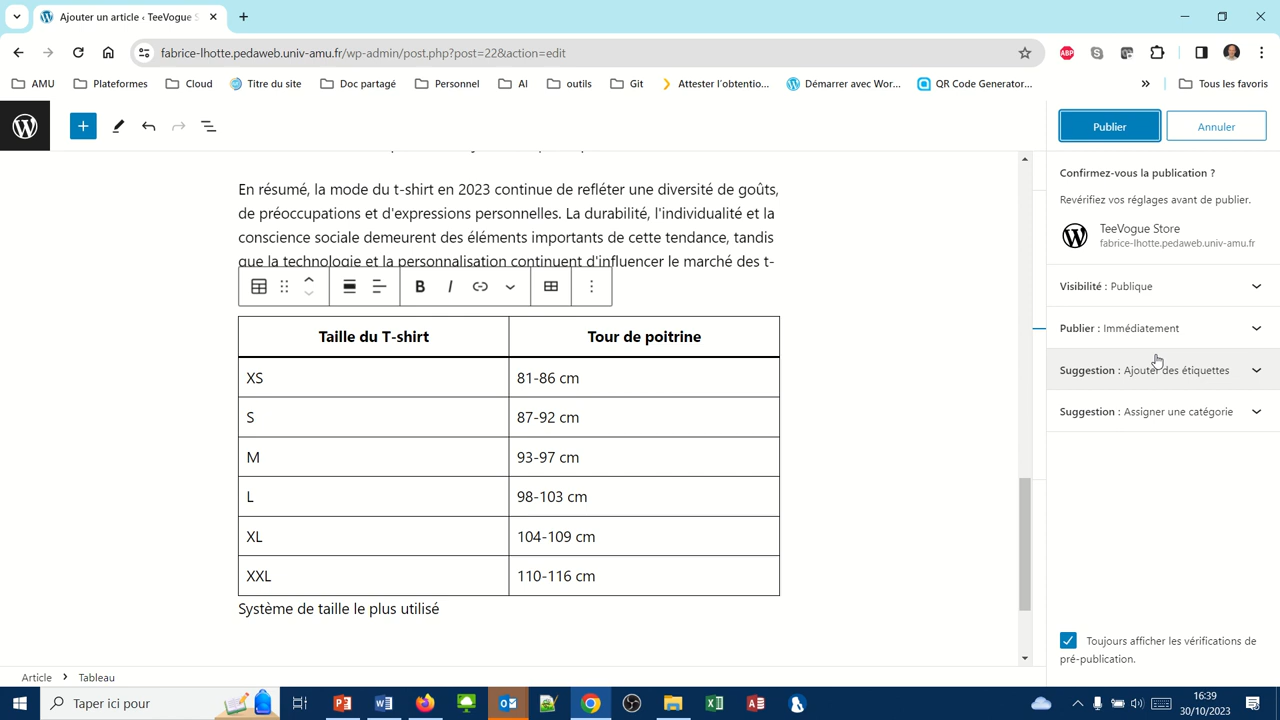 Ajouter un article ‹ TeeVogue S
fabrice-lhotte.pedaweb.univ-amu.fr/wp-admin/post.php?post=22&action=edit
ABP
AMU
Plateformes
Cloud
Titre du site
Doc partagé
Personnel
AI
outils
Git
Attester l'obtention...
Démarrer avec Wor...
QR Code Generator...
»
Tous les favoris
Publier
Annuler
Confirmez-vous la publication ?
Revérifiez vos réglages avant de publier.
TeeVogue Store
fabrice-lhotte.pedaweb.univ-amu.fr
Visibilité : Publique
Publier : Immédiatement
Suggestion : Ajouter des étiquettes
Suggestion : Assigner une catégorie
En résumé, la mode du t-shirt en 2023 continue de refléter une diversité de goûts,
de préoccupations et d'expressions personnelles. La durabilité, l'individualité et la
conscience sociale demeurent des éléments importants de cette tendance, tandis
que la technologie et la personnalisation continuent d'influencer le marché des t-
B I
Taille du T-shirt Tour de poitrine
XS 81-86 cm
S 87-92 cm
M 93-97 cm
L 98-103 cm
XL 104-109 cm
XXL 110-116 cm
Système de taille le plus utilisé
Toujours afficher les vérifications de
pré-publication.
Article > Tableau
Taper ici pour
16:39
30/10/2023